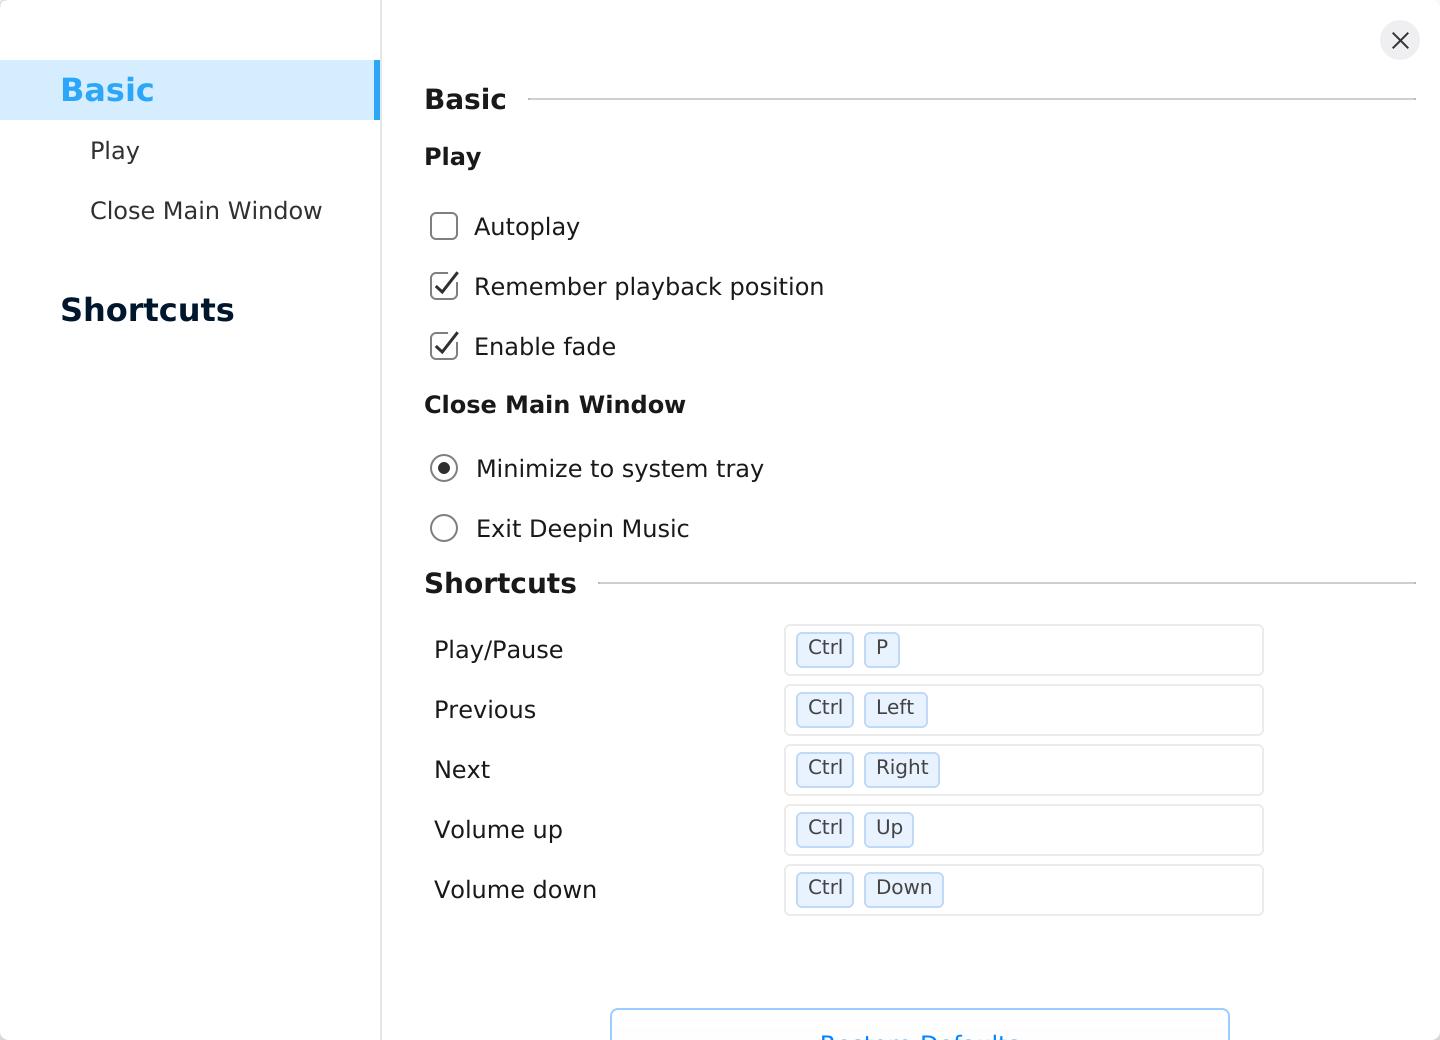 Basic
Play
Close Main Window
Shortcuts
Basic
Play
Autoplay
Remember playback position
Enable fade
Close Main Window
Minimize to system tray
Exit Deepin Music
Shortcuts
Play/Pause Ctrl P
Previous Ctrl Left
Next Ctrl Right
Volume up Ctrl Up
Volume down Ctrl Down
Restore Defaults